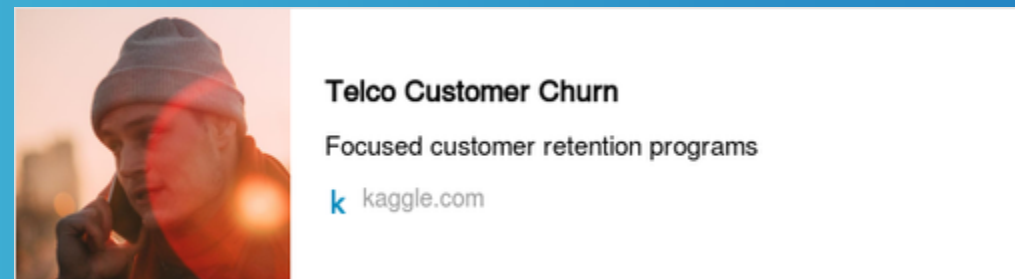 Telco Customer Churn
Focused customer retention programs
k kaggle.com